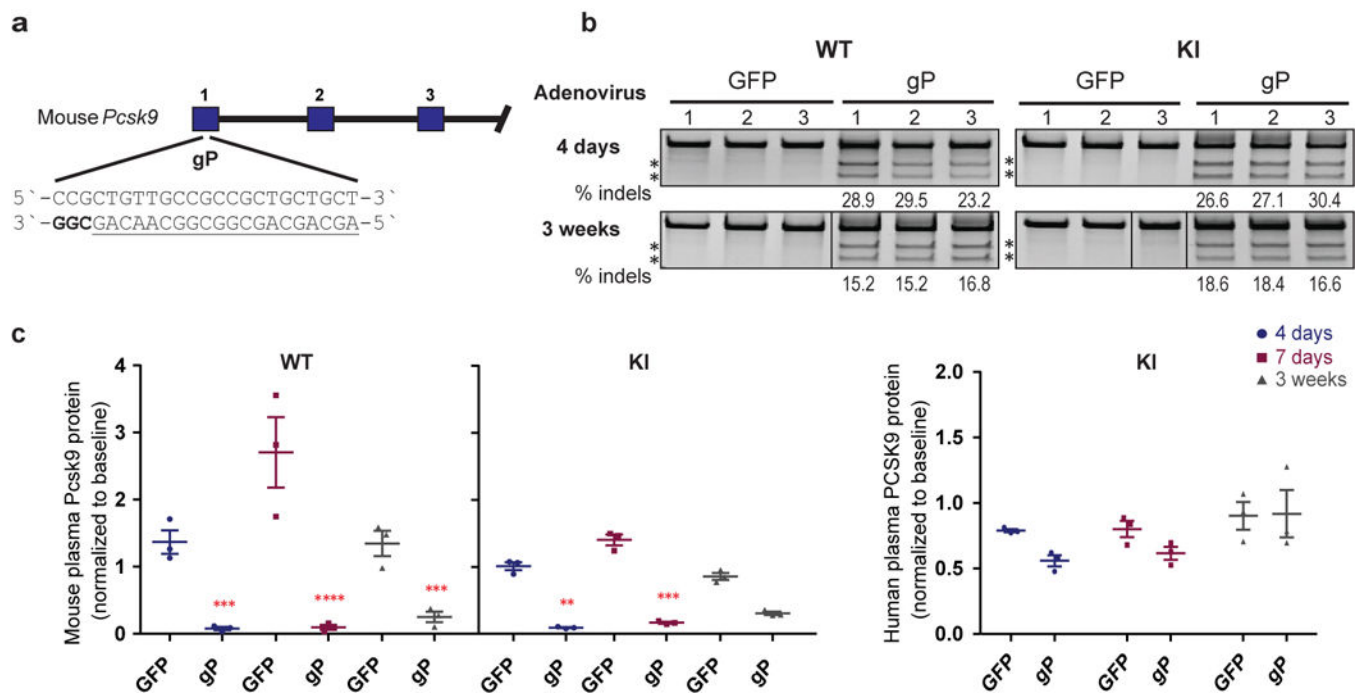 a
1 2 3
Mouse Pcsk9
gP
5`-CCGCTGTTGCCGCCGCTGCTGCT-3`
3`-GGCGACAACGGCGGCGACGACGA-5`
b
WT KI
Adenovirus GFP gP GFP gP
1 2 3 1 2 3 1 2 3 1 2 3
4 days
* *
* *
% indels 28.9 29.5 23.2 26.6 27.1 30.4
3 weeks
* *
* *
% indels 15.2 15.2 16.8 18.6 18.4 16.6
c
Mouse plasma Pcsk9 protein
(normalized to baseline)
WT KI
4
3
2
1
0
*** **** *** ** ***
GFP gP GFP gP GFP gP GFP gP GFP gP GFP gP
Human plasma PCSK9 protein
(normalized to baseline)
KI
4 days
7 days
3 weeks
2.0
1.5
1.0
0.5
0.0
GFP gP GFP gP GFP gP